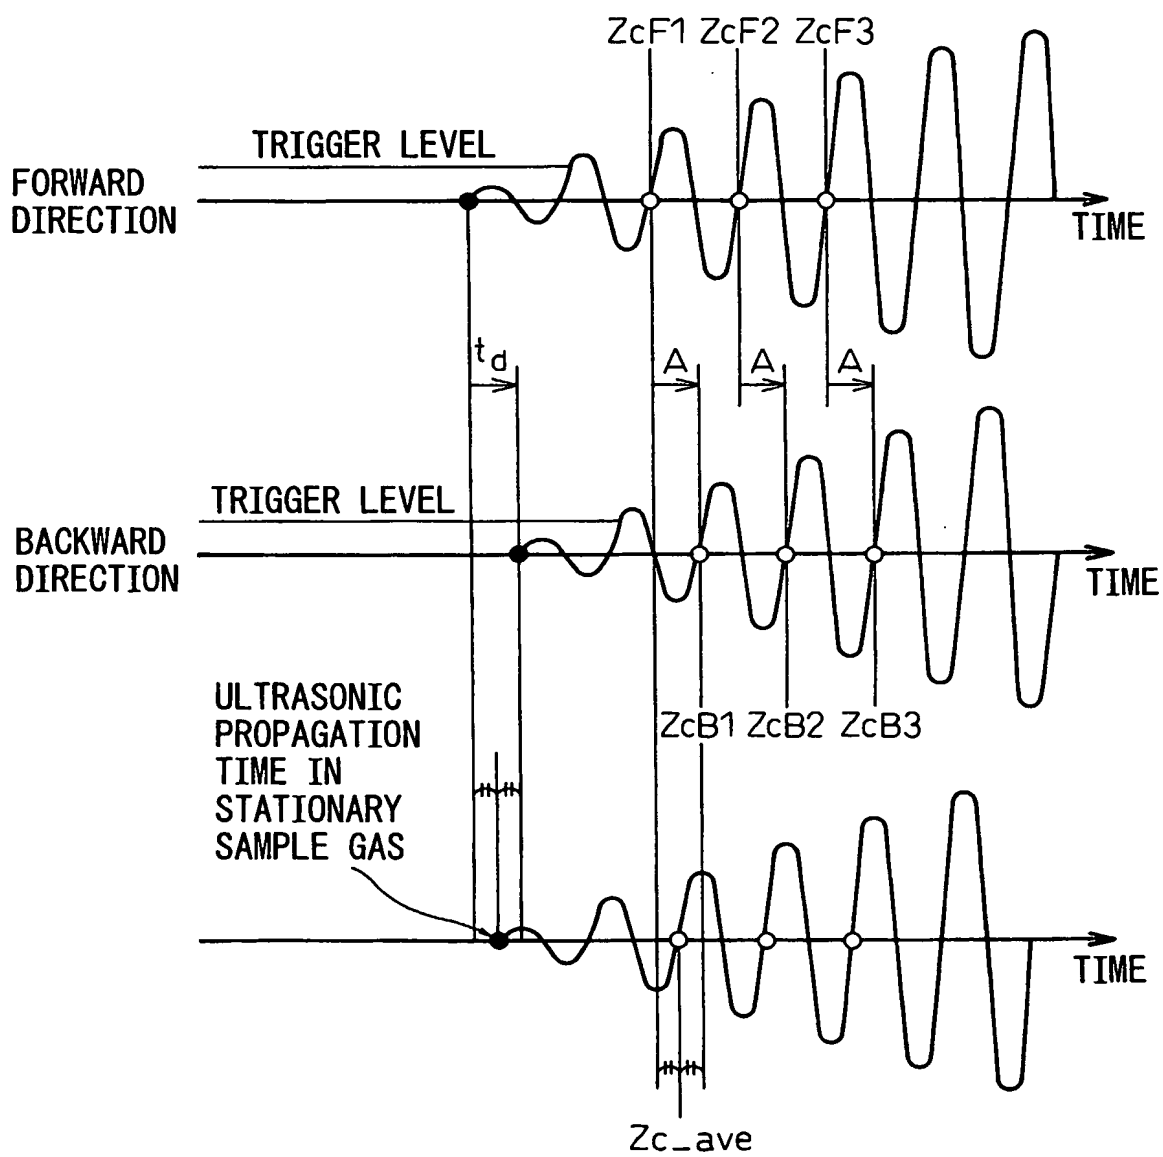 ZcF1 ZcF2 ZcF3
TRIGGER LEVEL
FORWARD
DIRECTION
TIME
td
A
A
A
TRIGGER LEVEL
BACKWARD
DIRECTION
TIME
ZcB1 ZcB2 ZcB3
ULTRASONIC
PROPAGATION
TIME IN
STATIONARY
SAMPLE GAS
TIME
Zc_ave